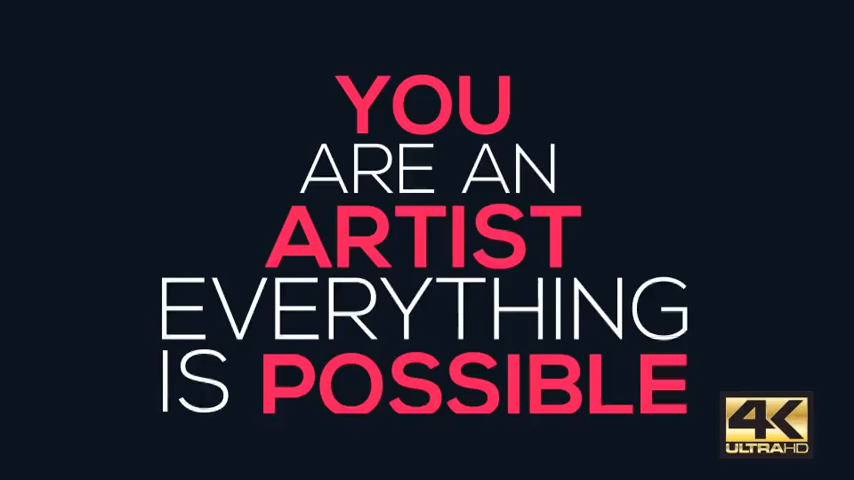 YOU
ARE AN
ARTIST
EVERYTHING
IS POSSIBLE
4K
ULTRAHD